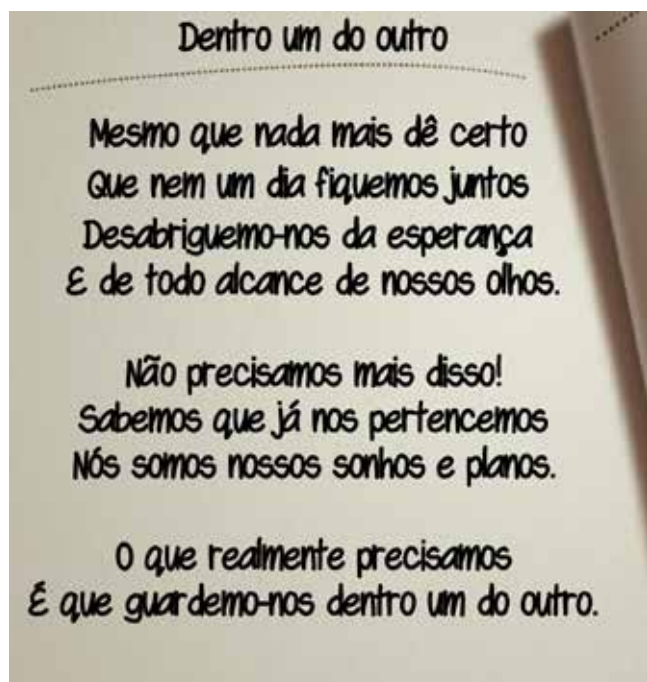 Dentro um do outro
Mesmo que nada mais dê certo
Que nem um dia fiquemos juntos
Desabriguemo-nos da esperança
E de todo alcance de nossos olhos.
Não precisamos mais disso!
Sabemos que já nos pertencemos
Nós somos nossos sonhos e planos.
O que realmente precisamos
É que guardemo-nos dentro um do outro.